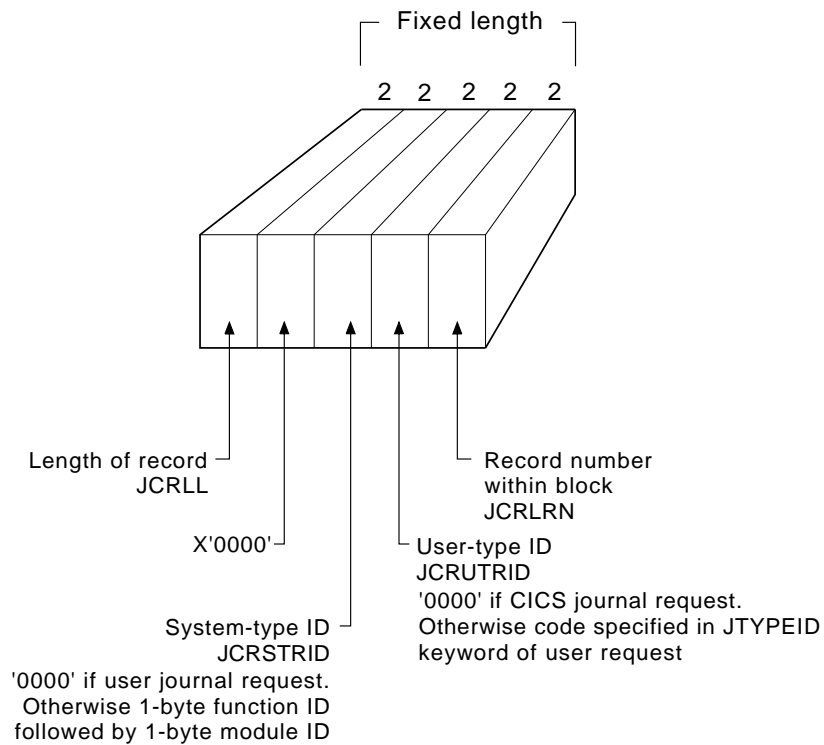 Fixed length
2 2 2 2 2
Length of record
JCRLL
Record number
within block
JCRLRN
X'0000'
User-type ID
JCRUTRID
'0000' if CICS journal request.
Otherwise code specified in JTYPEID
keyword of user request
System-type ID
JCRSTRID
'0000' if user journal request.
Otherwise 1-byte function ID
followed by 1-byte module ID